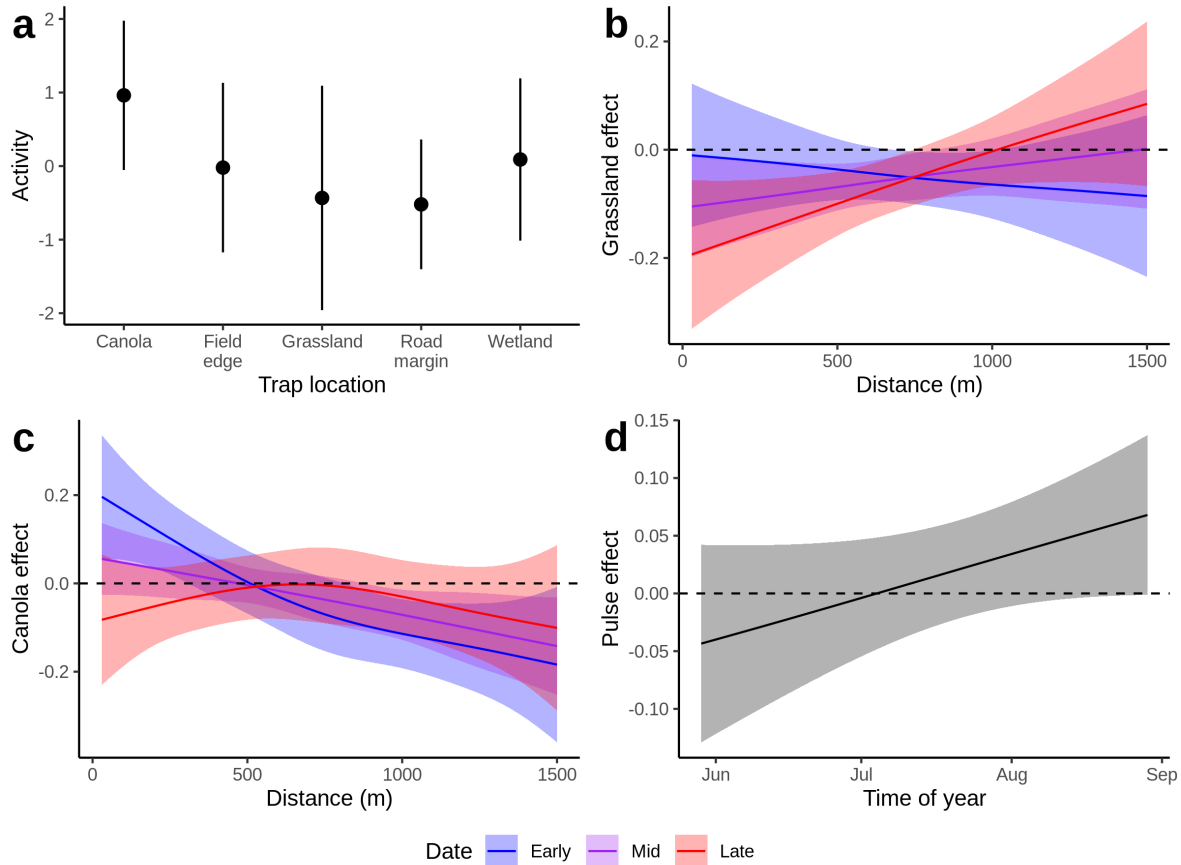 a
Activity
2
1
0
-1
-2
Canola
Field
edge
Grassland
Road
margin
Wetland
Trap location
b
Grassland effect
0.2
0.0
-0.2
0
500
1000
1500
Distance (m)
c
Canola effect
0.2
0.0
-0.2
0
500
1000
1500
Distance (m)
d
Pulse effect
0.15
0.10
0.05
0.00
-0.05
-0.10
Jun
Jul
Aug
Sep
Time of year
Date
Early
Mid
Late